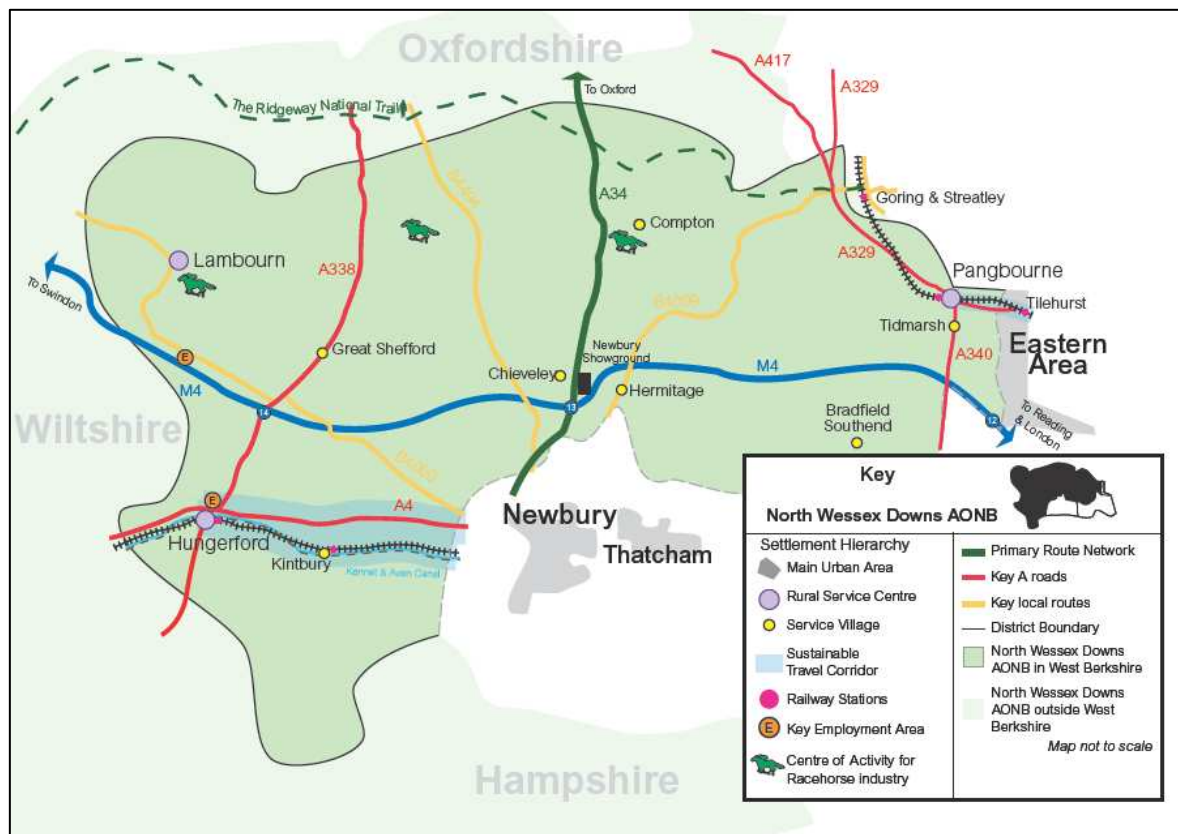 Oxfordshire
A417
A329
To Oxford
The Ridgeway National Trail
A34
B4494
Goring & Streatley
Compton
Lambourn
A338
A329
Pangbourne
To Swindon
B4009
Tilehurst
Tidmarsh
Great Shefford
Newbury
Showground
Eastern
Area
A340
Chieveley
M4
M4
Hermitage
14
13
Wiltshire
Bradfield
Southend
12
To Reading
& London
B4000
E
E
A4
Hungerford
Kintbury
Kennet & Avon Canal
Newbury
Thatcham
Hampshire
Key
North Wessex Downs AONB
Settlement Hierarchy
Main Urban Area
Rural Service Centre
Service Village
Sustainable
Travel Corridor
Railway Stations
E
Key Employment Area
Centre of Activity for
Racehorse industry
Primary Route Network
Key A roads
Key local routes
District Boundary
North Wessex Downs
AONB in West Berkshire
North Wessex Downs
AONB outside West
Berkshire
Map not to scale